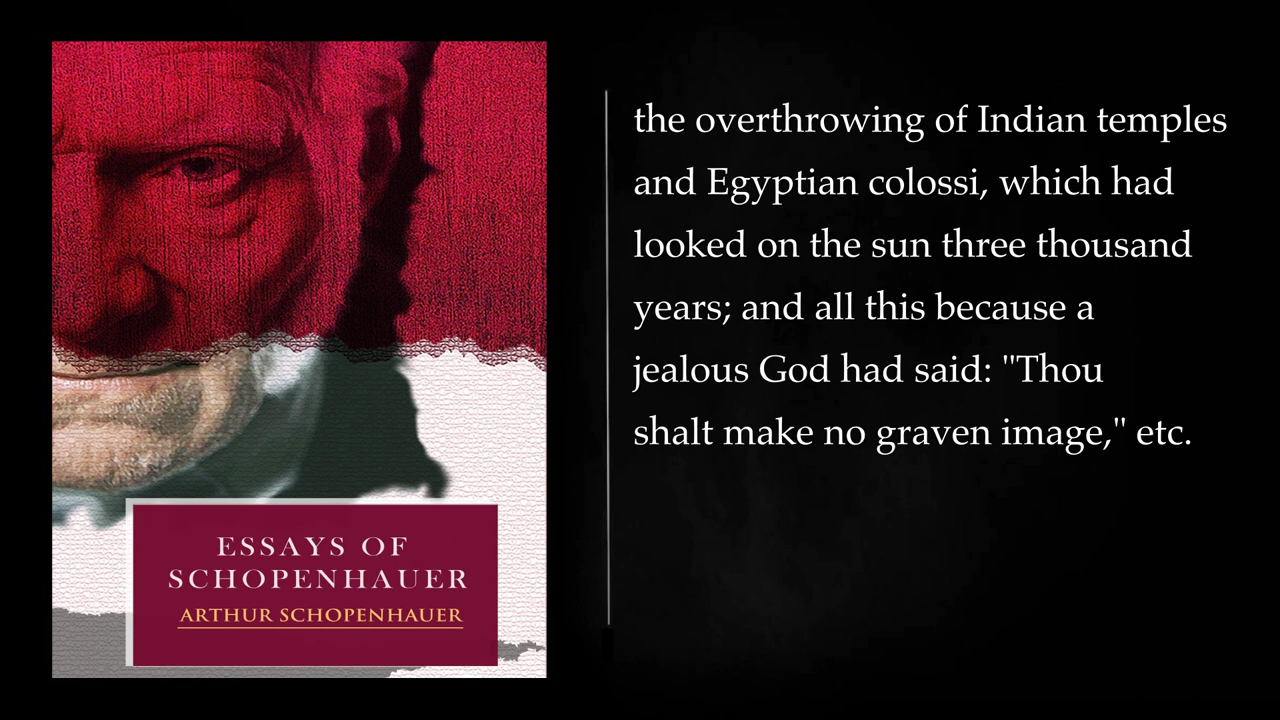 ESSAYS OF
SCHOPENHAUER
ARTHUR SCHOPENHAUER
the overthrowing of Indian temples
and Egyptian colossi, which had
looked on the sun three thousand
years; and all this because a
jealous God had said: "Thou
shalt make no graven image," etc.